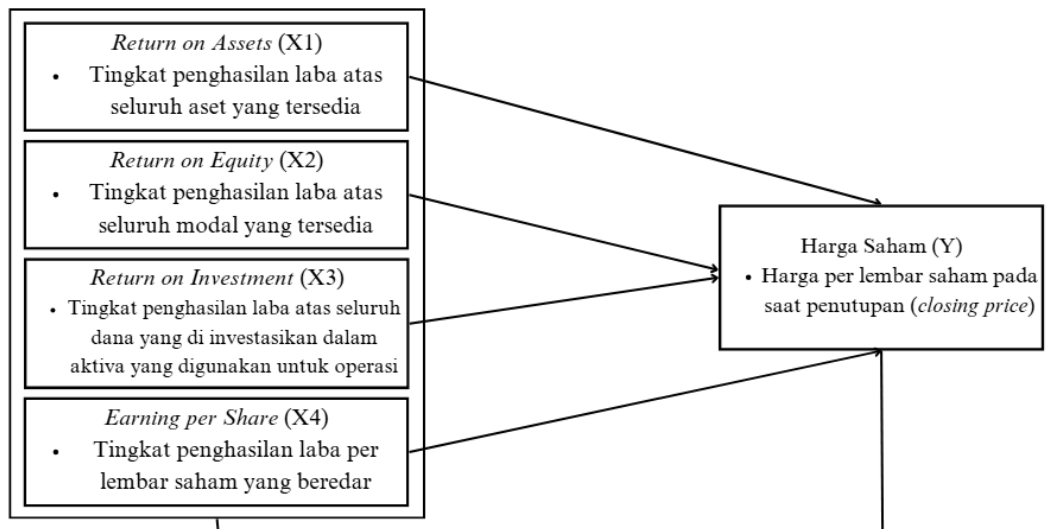 Return on Assets (X1)
• Tingkat penghasilan laba atas
seluruh aset yang tersedia
Return on Equity (X2)
• Tingkat penghasilan laba atas
seluruh modal yang tersedia
Return on Investment (X3)
• Tingkat penghasilan laba atas seluruh
dana yang di investasikan dalam
aktiva yang digunakan untuk operasi
Earning per Share (X4)
• Tingkat penghasilan laba per
lembar saham yang beredar
Harga Saham (Y)
• Harga per lembar saham pada
saat penutupan (closing price)